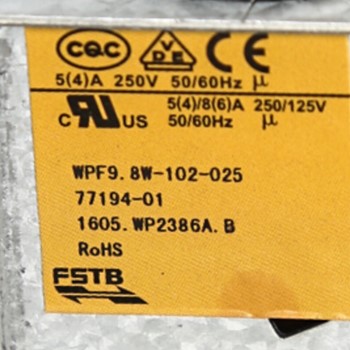 CQC VDE CE
5(4)A 250V 50/60Hz µ
c RU US 5(4)/8(6)A 250/125V
50/60Hz µ
WPF9.8W-102-025
77194-01
1605.WP2386A.B
RoHS
FSTB